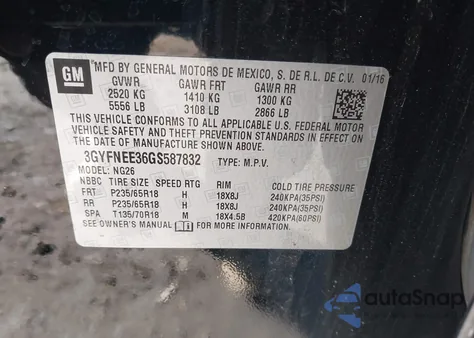 GM
MFD BY GENERAL MOTORS DE MEXICO, S. DE R.L. DE C.V. 01/16
GVWR GAWR FRT GAWR RR
2520 KG 1410 KG 1300 KG
5556 LB 3108 LB 2866 LB
THIS VEHICLE CONFORMS TO ALL APPLICABLE U.S. FEDERAL MOTOR
VEHICLE SAFETY AND THEFT PREVENTION STANDARDS IN EFFECT ON
THE DATE OF MANUFACTURE SHOWN ABOVE.
3GYFNEE36GS587832 TYPE: M.P.V.
MODEL: NG26
NBBC TIRE SIZE SPEED RTG RIM COLD TIRE PRESSURE
FRT P235/65R18 H 18X8J 240KPA(35PSI)
RR P235/65R18 H 18X8J 240KPA(35PSI)
SPA T135/70R18 M 18X4.5B 420KPA(60PSI)
SEE OWNER'S MANUAL FOR MORE INFORMATION.
autoSnap